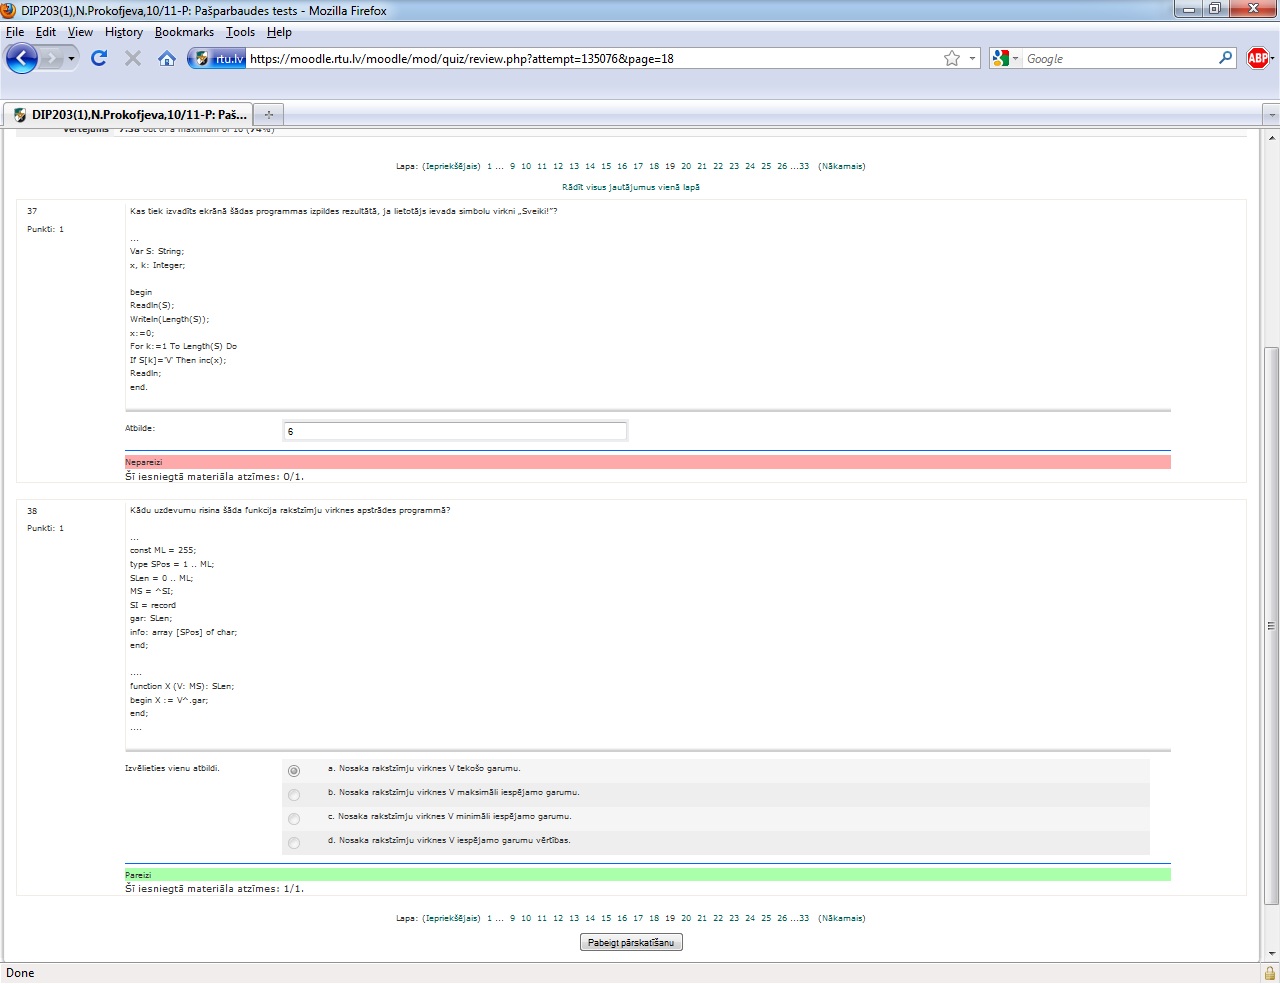 DIP203(1),N.Prokofjeva,10/11-P: Pašparbaudes tests - Mozilla Firefox
File Edit View History Bookmarks Tools Help
rtu.lv https://moodle.rtu.lv/moodle/mod/quiz/review.php?attempt=135076&page=18 Google ABP
DIP203(1),N.Prokofjeva,10/11-P: Paš...
Vērtējums 7.38 out of a maximum of 10 (74%)
Lapa: (Iepriekšējais) 1 ... 9 10 11 12 13 14 15 16 17 18 19 20 21 22 23 24 25 26 ...33 (Nākamais)
Rādīt visus jautājumus vienā lapā
37
Punkti: 1
Kas tiek izvadīts ekrānā šādas programmas izpildes rezultātā, ja lietotājs ievada simbolu virkni „Sveiki!”?
...
Var S: String;
x, k: Integer;
begin
Readln(S);
Writeln(Length(S));
x:=0;
For k:=1 To Length(S) Do
If S[k]='V' Then inc(x);
Readln;
end.
Atbilde:
6
Nepareizi
Šī iesniegtā materiāla atzīmes: 0/1.
38
Punkti: 1
Kādu uzdevumu risina šāda funkcija rakstzīmju virknes apstrādes programmā?
...
const ML = 255;
type SPos = 1 .. ML;
SLen = 0 .. ML;
MS = ^SI;
SI = record
gar: SLen;
info: array [SPos] of char;
end;
....
function X (V: MS): SLen;
begin X := V^.gar;
end;
....
Izvēlieties vienu atbildi.
a. Nosaka rakstzīmju virknes V tekošo garumu.
b. Nosaka rakstzīmju virknes V maksimāli iespējamo garumu.
c. Nosaka rakstzīmju virknes V minimāli iespējamo garumu.
d. Nosaka rakstzīmju virknes V iespējamo garumu vērtības.
Pareizi
Šī iesniegtā materiāla atzīmes: 1/1.
Lapa: (Iepriekšējais) 1 ... 9 10 11 12 13 14 15 16 17 18 19 20 21 22 23 24 25 26 ...33 (Nākamais)
Pabeigt pārskatīšanu
Done